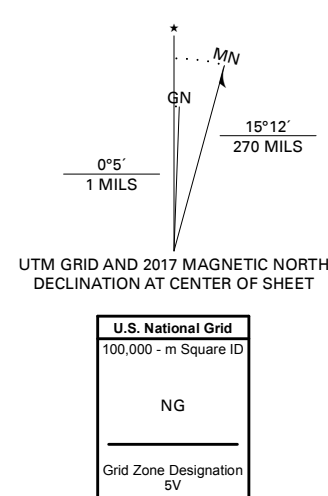 ★
MN
GN
15°12´
270 MILS
0°5´
1 MILS
UTM GRID AND 2017 MAGNETIC NORTH
DECLINATION AT CENTER OF SHEET
U.S. National Grid
100,000 - m Square ID
NG
Grid Zone Designation
5V